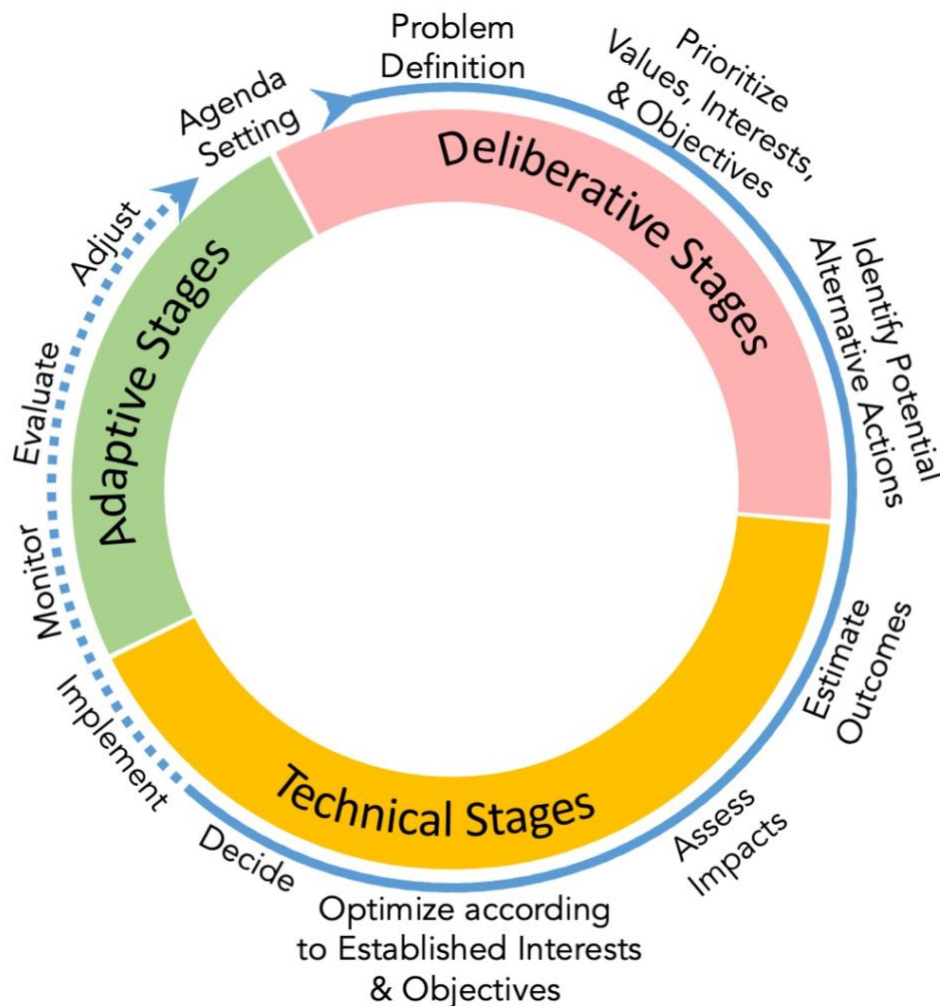 Problem
Definition
Prioritize
Values, Interests,
& Objectives
Identify Potential
Alternative Actions
Estimate
Outcomes
Assess
Impacts
Optimize according
to Established Interests
& Objectives
Decide
Implement
Monitor
Evaluate
Adjust
Agenda
Setting
Deliberative Stages
Technical Stages
Adaptive Stages